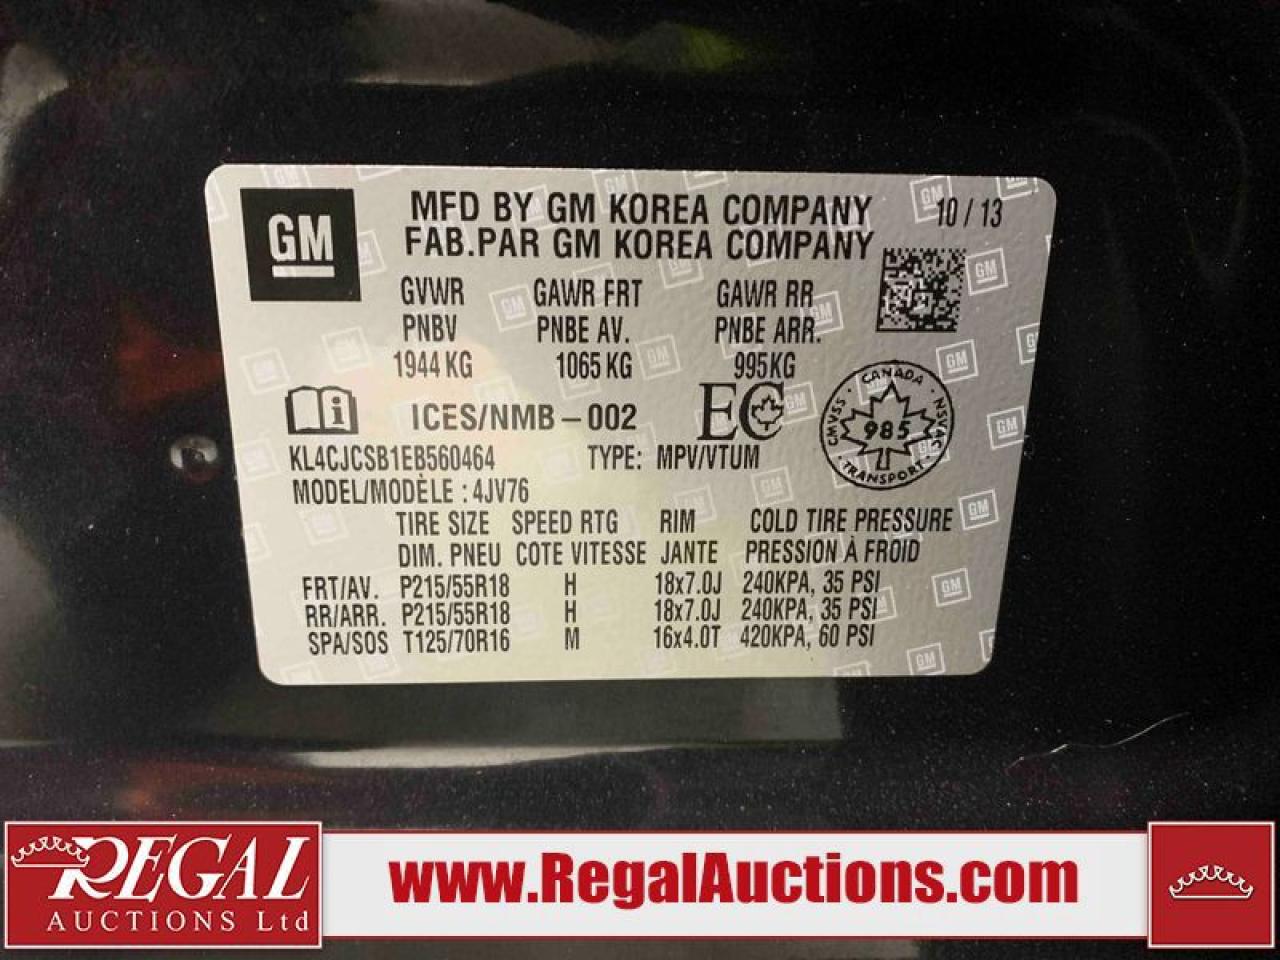 GM
MFD BY GM KOREA COMPANY 10 / 13
FAB.PAR GM KOREA COMPANY
GVWR GAWR FRT GAWR RR
PNBV PNBE AV. PNBE ARR.
1944 KG 1065 KG 995KG
ICES/NMB-002 EC
CANADA
CMVSS · NSVAC
985
TRANSPORT
KL4CJCSB1EB560464 TYPE: MPV/VTUM
MODEL/MODÈLE : 4JV76
TIRE SIZE SPEED RTG RIM COLD TIRE PRESSURE
DIM. PNEU COTE VITESSE JANTE PRESSION À FROID
FRT/AV. P215/55R18 H 18x7.0J 240KPA, 35 PSI
RR/ARR. P215/55R18 H 18x7.0J 240KPA, 35 PSI
SPA/SOS T125/70R16 M 16x4.0T 420KPA, 60 PSI
REGAL
AUCTIONS Ltd
www.RegalAuctions.com